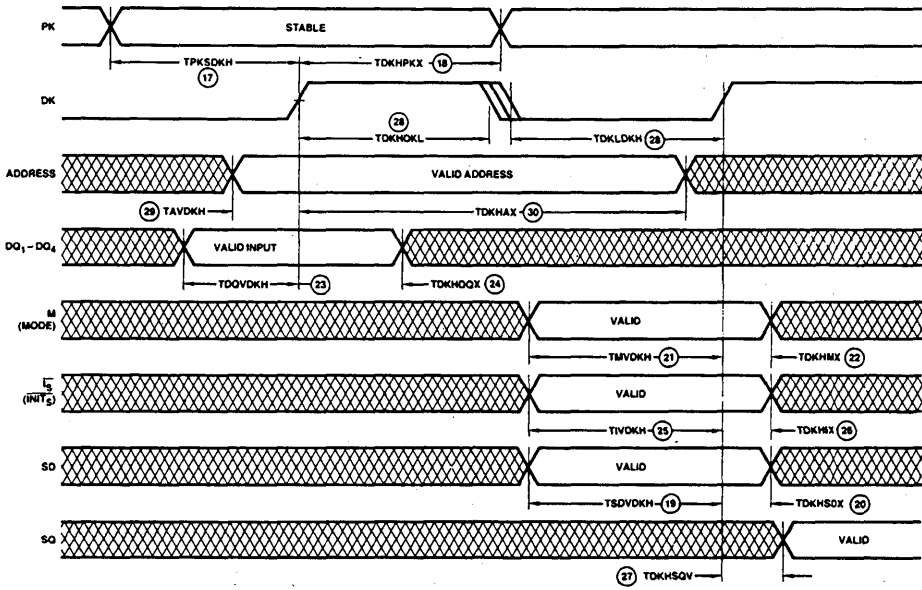 PK
STABLE
TPKSDKH
17
TDKHPKX 18
DK
28
TDKHDKL
TDKLDKH 28
ADDRESS
VALID ADDRESS
29 TAVDKH
TDKHAX 30
DQ1-DQ4
VALID INPUT
TDQVDKH 23
TDKHDQX 24
M
(MODE)
VALID
TMVDKH 21
TDKHMX 22
IS
(INITS)
VALID
TIVDKH 25
TDKHIX 26
SD
VALID
TSDVDKH 19
TDKHSDX 20
SQ
VALID
27 TDKHSQV